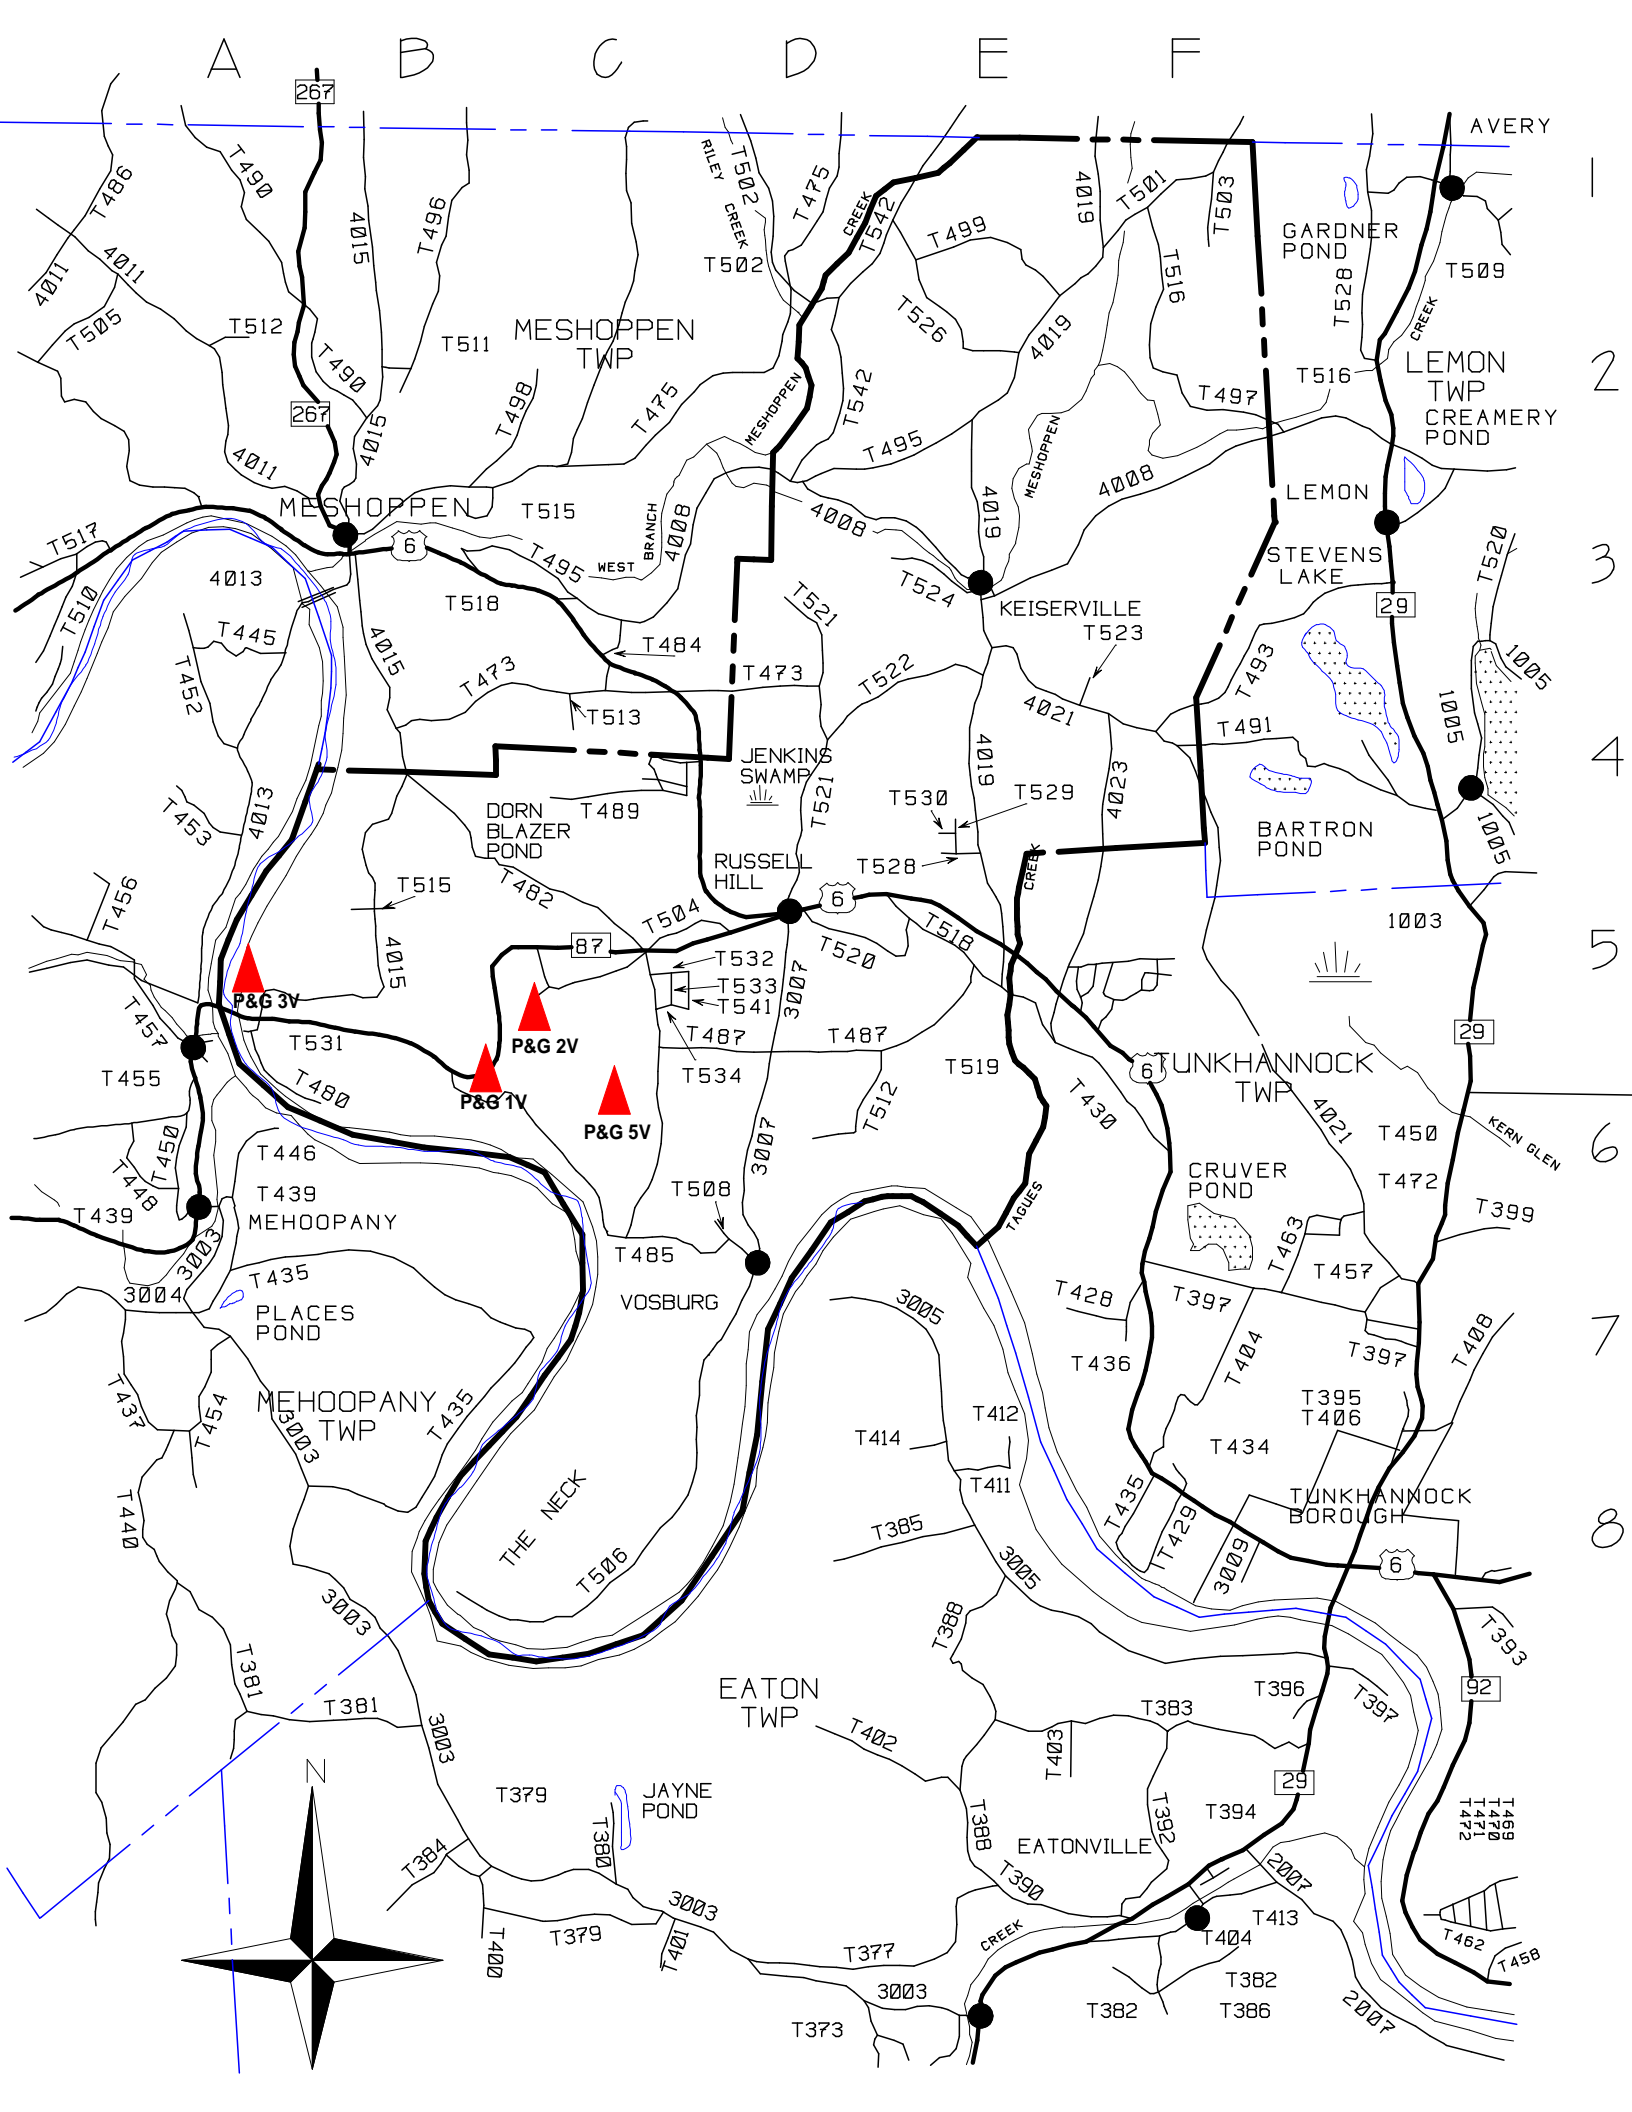 A
B
C
D
E
F
267
AVERY
1
T486
T490
4015
T496
RILEY
CREEK
T502
T475
CREEK
T542
T499
4019
T501
T503
GARDNER
POND
T509
4011
4011
T502
T516
T528
CREEK
T505
T512
T490
T511
MESHOPPEN
TWP
T526
4019
LEMON
TWP
2
T498
T475
MESHOPPEN
T542
T497
T516
CREAMERY
POND
267
4015
4011
T495
MESHOPPEN
4008
LEMON
MESHOPPEN
T515
BRANCH
4008
4008
4019
T517
6
T495
WEST
STEVENS
LAKE
T520
3
T510
4013
T518
T524
KEISERVILLE
T523
29
T445
4015
T484
T521
T452
T473
T473
T522
T493
1005
T513
4021
T491
1005
JENKINS
SWAMP
4019
4023
4
T453
4013
T489
T521
T530
T529
DORN
BLAZER
POND
BARTRON
POND
1005
RUSSELL
HILL
T528
CREEK
T456
T515
T482
6
T504
T518
1003
87
T520
4015
T532
T533
T541
3007
5
P&G 3V
T457
T531
P&G 2V
T487
T487
29
T455
T480
P&G 1V
T534
T519
6
TUNKHANNOCK
TWP
P&G 5V
T512
T430
4021
T450
KERN GLEN
6
T450
T446
3007
T448
T508
CRUVER
POND
T472
T439
T439
MEHOOPANY
TAGUES
T399
3003
T485
T463
T435
T457
3004
T428
T397
PLACES
POND
VOSBURG
3005
7
T436
T404
T397
T408
T437
T454
MEHOOPANY
TWP
3003
T435
T412
T395
T406
T414
T434
T440
THE NECK
T411
T435
TUNKHANNOCK
BOROUGH
T385
T429
8
T506
3005
3009
6
3003
T388
T393
T381
EATON
TWP
T396
92
T381
T383
T397
3003
T402
T403
N
29
T379
JAYNE
POND
T388
T392
T394
T469
T470
T471
T472
T384
T380
EATONVILLE
2007
3003
T390
T379
T401
CREEK
T413
T404
T462
T400
T377
T458
3003
T382
T382
T386
T373
2007